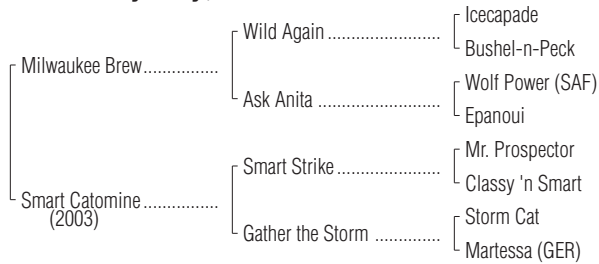 Icecapade
Wild Again
Bushel-n-Peck
Milwaukee Brew
Wolf Power (SAF)
Ask Anita
Epanoui
Mr. Prospector
Smart Strike
Classy 'n Smart
Smart Catomine
(2003)
Storm Cat
Gather the Storm
Martessa (GER)